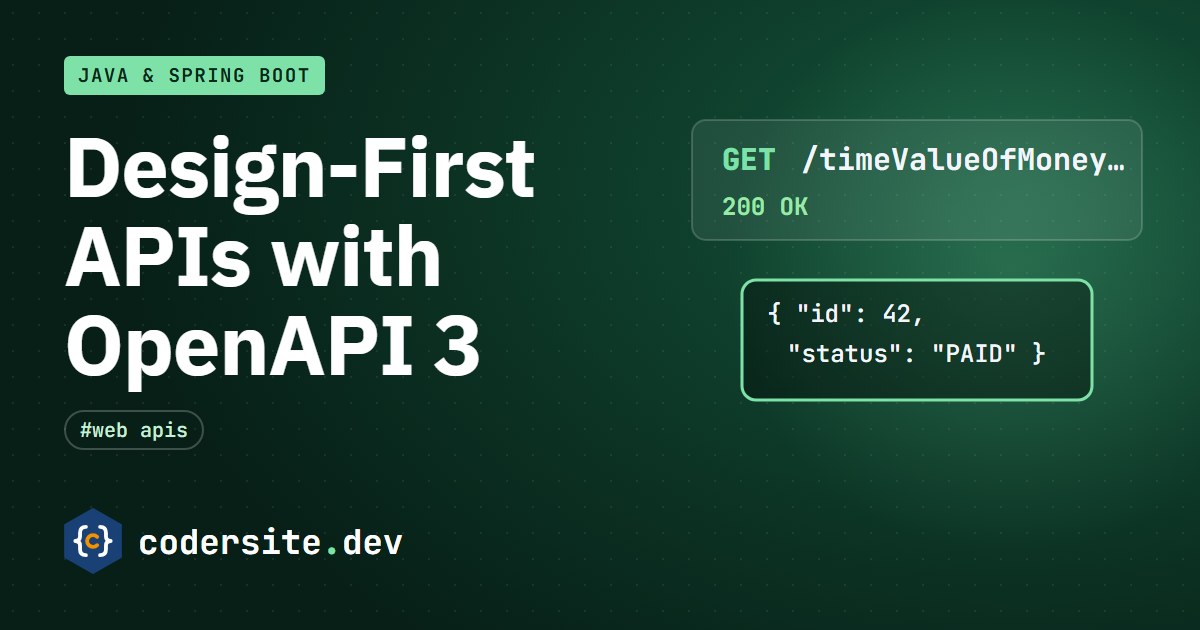 JAVA & SPRING BOOT
Design-First
APIs with
OpenAPI 3
#web apis
{c}
codersite.dev
GET /timeValueOfMoney…
200 OK
{ "id": 42,
"status": "PAID" }